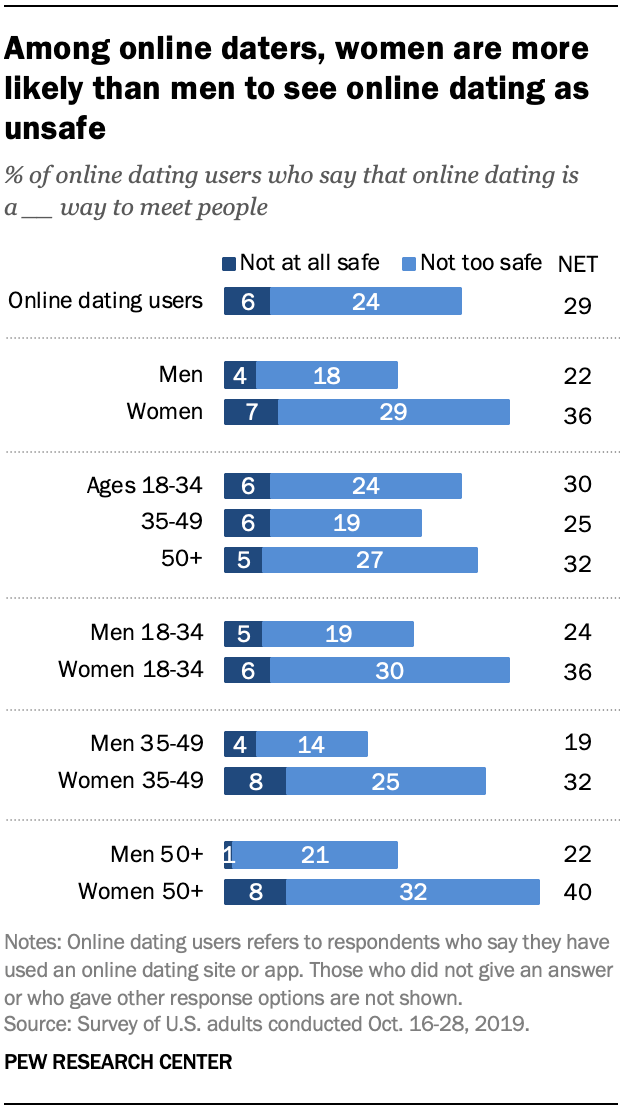 Among online daters, women are more
likely than men to see online dating as
unsafe
% of online dating users who say that online dating is
a __ way to meet people
Not at all safe Not too safe NET
Online dating users 6 24 29
Men 4 18 22
Women 7 29 36
Ages 18-34 6 24 30
35-49 6 19 25
50+ 5 27 32
Men 18-34 5 19 24
Women 18-34 6 30 36
Men 35-49 4 14 19
Women 35-49 8 25 32
Men 50+ 1 21 22
Women 50+ 8 32 40
Notes: Online dating users refers to respondents who say they have
used an online dating site or app. Those who did not give an answer
or who gave other response options are not shown.
Source: Survey of U.S. adults conducted Oct. 16-28, 2019.
PEW RESEARCH CENTER